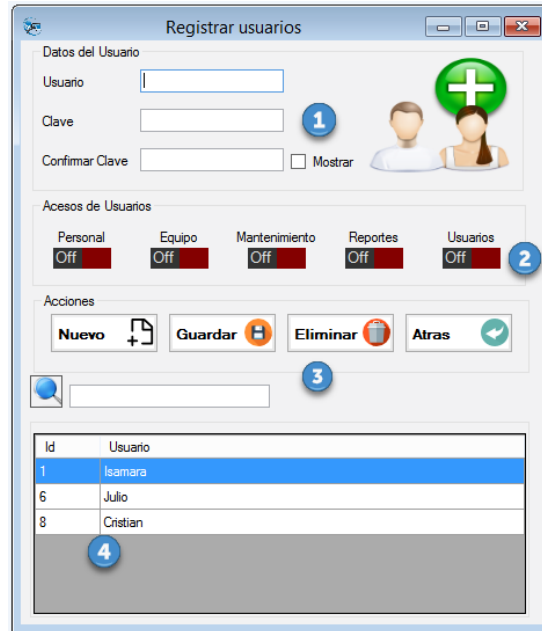 Registrar usuarios
Datos del Usuario
Usuario
Clave
1
Confirmar Clave
Mostrar
Acesos de Usuarios
Personal Equipo Mantenimiento Reportes Usuarios
Off Off Off Off Off
2
Acciones
Nuevo Guardar Eliminar Atras
3
Id Usuario
1 Isamara
6 Julio
8 Cristian
4